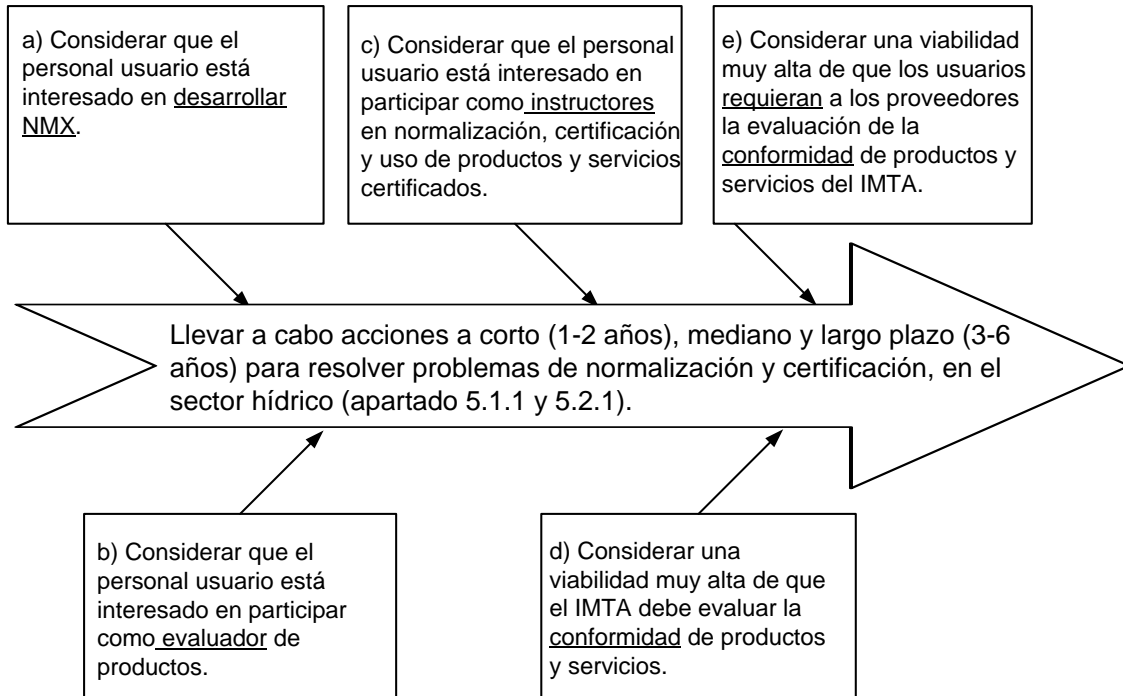 a) Considerar que el
personal usuario está
interesado en desarrollar
NMX.
c) Considerar que el personal
usuario está interesado en
participar como instructores
en normalización, certificación
y uso de productos y servicios
certificados.
e) Considerar una viabilidad
muy alta de que los usuarios
requieran a los proveedores
la evaluación de la
conformidad de productos y
servicios del IMTA.
Llevar a cabo acciones a corto (1-2 años), mediano y largo plazo (3-6
años) para resolver problemas de normalización y certificación, en el
sector hídrico (apartado 5.1.1 y 5.2.1).
b) Considerar que el
personal usuario está
interesado en participar
como evaluador de
productos.
d) Considerar una
viabilidad muy alta de que
el IMTA debe evaluar la
conformidad de productos
y servicios.